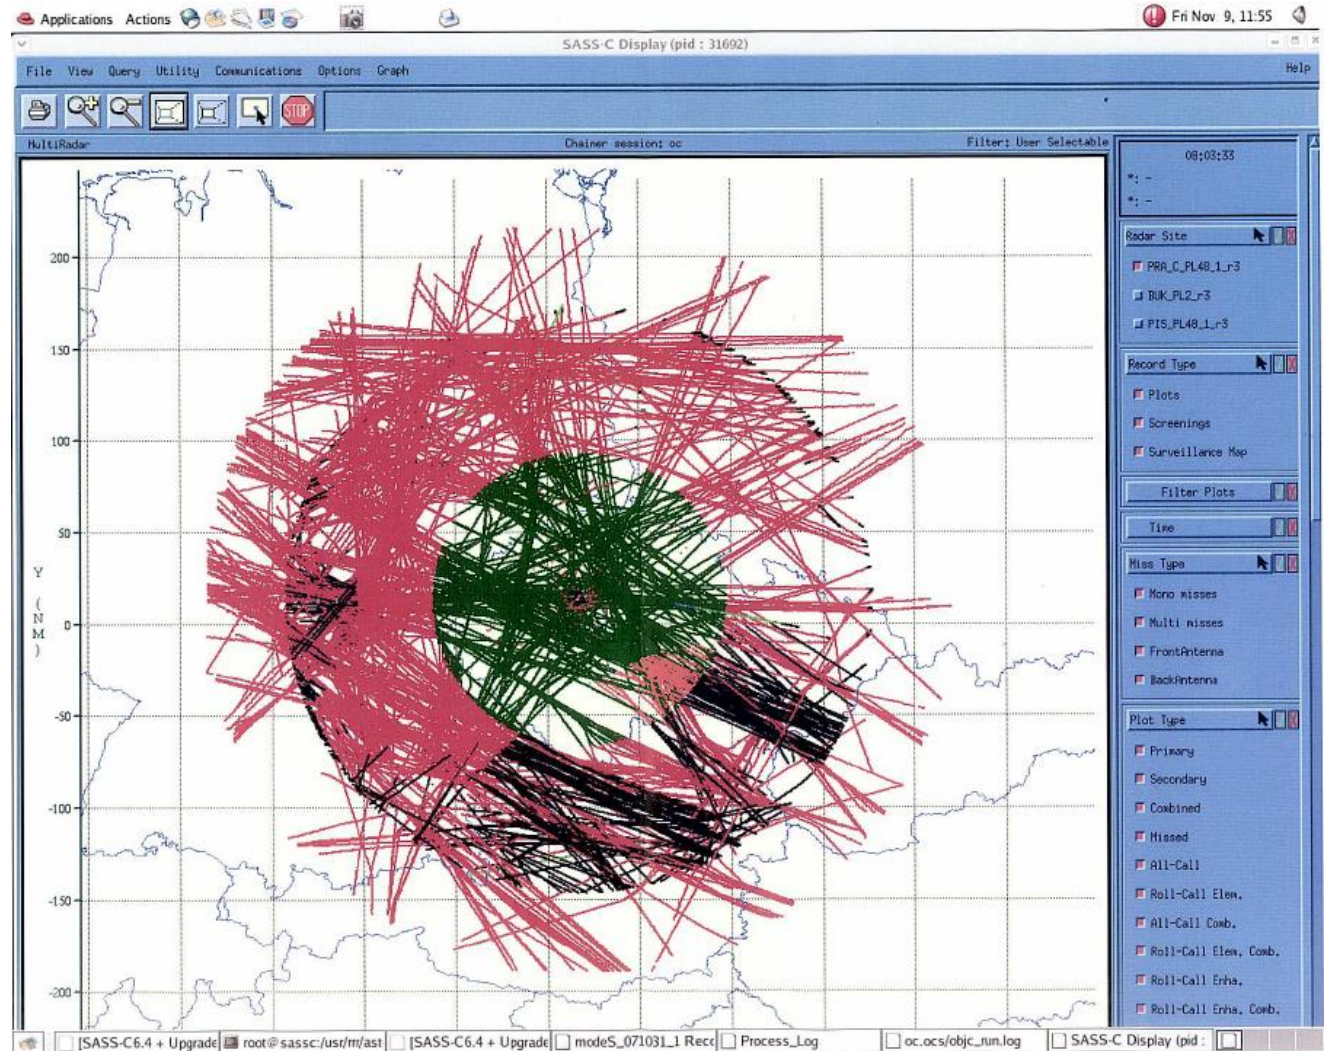 Applications Actions Fri Nov 9, 11:55
SASS-C Display (pid : 31692)
File View Query Utility Communications Options Graph Help
STOP
MultiRadar Chainer session: oc Filter: User Selectable
08:03:33
*: -
*: -
Radar Site
PRA_C_PL48_1_r3
BUK_PL2_r3
PIS_PL48_1_r3
Record Type
Plots
Screenings
Surveillance Map
Filter Plots
Time
Miss Type
Mono misses
Multi misses
FrontAntenna
BackAntenna
Plot Type
Primary
Secondary
Combined
Missed
All-Call
Roll-Call Elem.
All-Call Comb.
Roll-Call Elem. Comb.
Roll-Call Enha.
Roll-Call Enha. Comb.
200
150
100
50
0
-50
-100
-150
-200
Y (NM)
[SASS-C6.4 + Upgrade root@sassc:/usr/rr/ast [SASS-C6.4 + Upgrade modeS_071031_1 Recc Process_Log oc.ocs/objc_run.log SASS-C Display (pid :